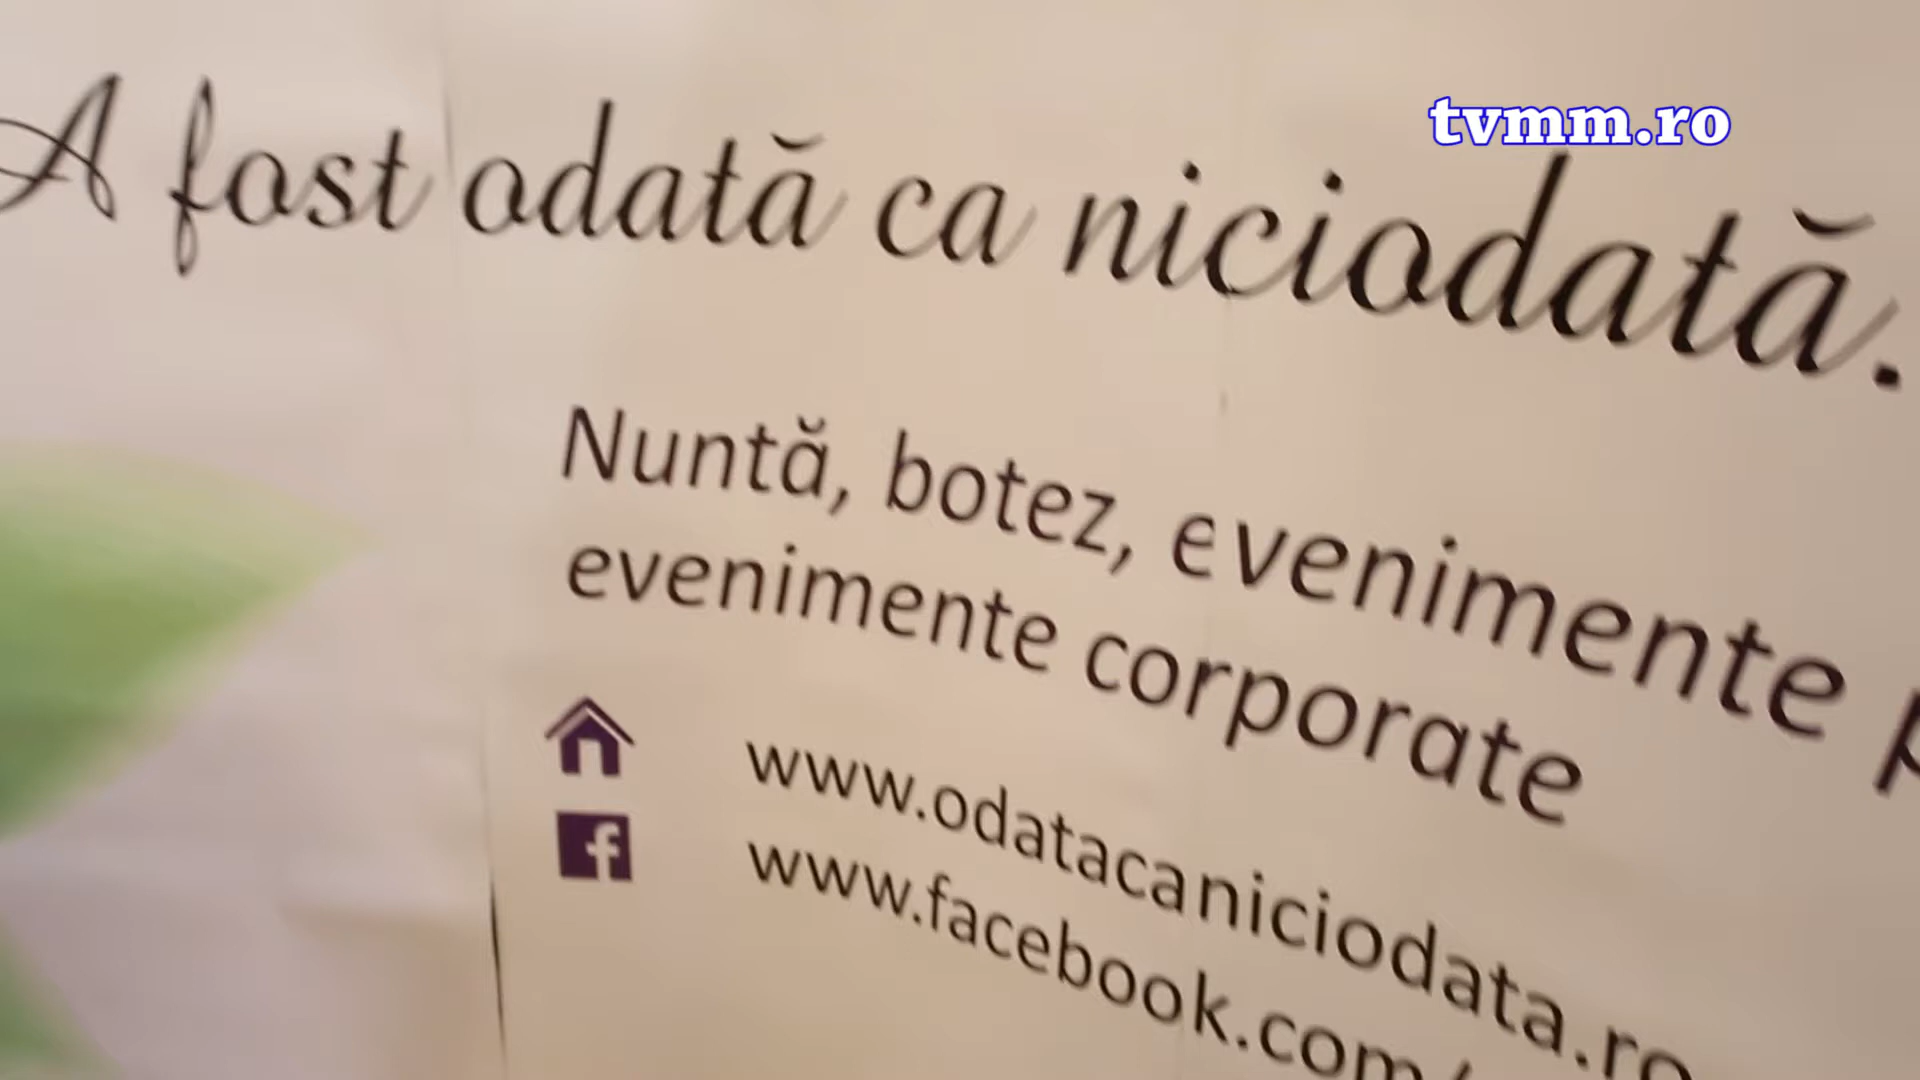 tvmm.ro
A fost odată ca niciodată.
Nuntă, botez, evenimente
evenimente corporate
www.odatacaniciodata.ro
www.facebook.com/